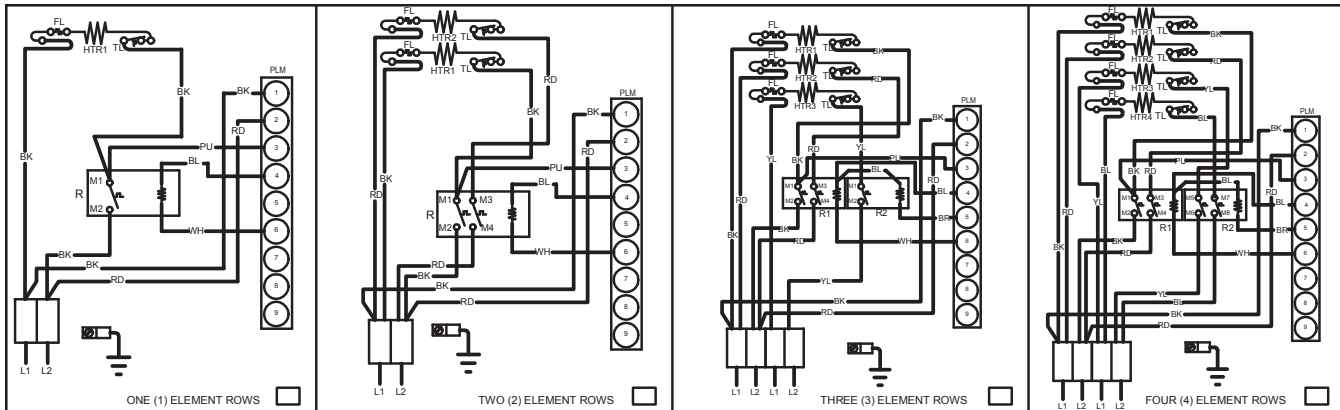 FL
HTR1
TL
BK
PLM
1
BK
2
RD
3
PU
BK
4
BL
R
M1
M2
5
6
WH
7
BK
BK
8
RD
9
L1 L2
ONE (1) ELEMENT ROWS
FL
HTR2 TL
FL
HTR1 TL
RD
BK
PLM
BK
1
2
RD
3
PU
BK
RD
BL
4
R
M1 M3
M2 M4
5
WH
6
RD
BK
7
BK
8
RD
9
L1 L2
TWO (2) ELEMENT ROWS
FL
HTR1 TL
BK
FL
HTR2 TL
RD
FL
HTR3 TL
PLM
BK
1
YL
BK
RD
YL
2
RD
PU
3
BL
BL
M1 M3
M2 M4
M1
M2
4
R1
R2
BR
5
BK
RD
BK
RD
WH
6
7
YL
BK
8
RD
9
L1 L2 L1 L2
THREE (3) ELEMENT ROWS
FL
HTR1 TL
BK
FL
HTR2 TL
RD
FL
HTR3 TL
YL
FL
HTR4 TL
BL
PLM
BK
1
2
PU
BL
BK
RD
BL
RD
3
BL
M1 M3
M2 M4
M5 M7
M6 M8
4
R1
R2
RD
YL
BR
5
BK
BK
RD
WH
6
7
YL
BL
8
BK
RD
9
L1 L2 L1 L2
FOUR (4) ELEMENT ROWS